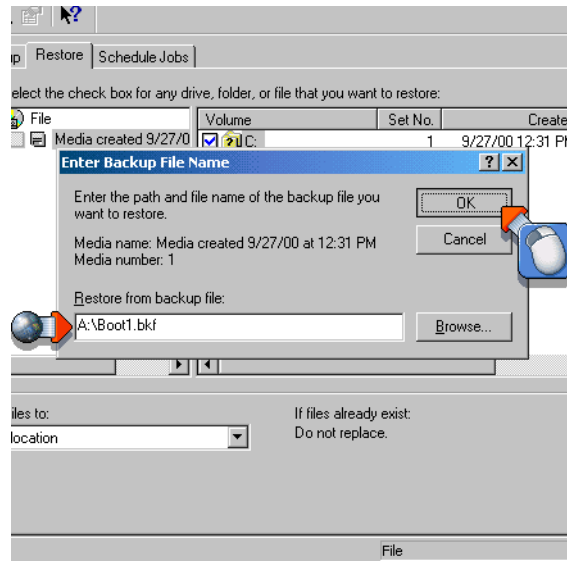 up Restore Schedule Jobs
elect the check box for any drive, folder, or file that you want to restore:
File Volume Set No. Create
Media created 9/27/0 C: 1 9/27/00 12:31 PM
Enter Backup File Name
Enter the path and file name of the backup file you
want to restore.
OK
Media name: Media created 9/27/00 at 12:31 PM
Media number: 1
Cancel
Restore from backup file:
A:\Boot1.bkf
Browse...
iles to:
location
If files already exist:
Do not replace.
File